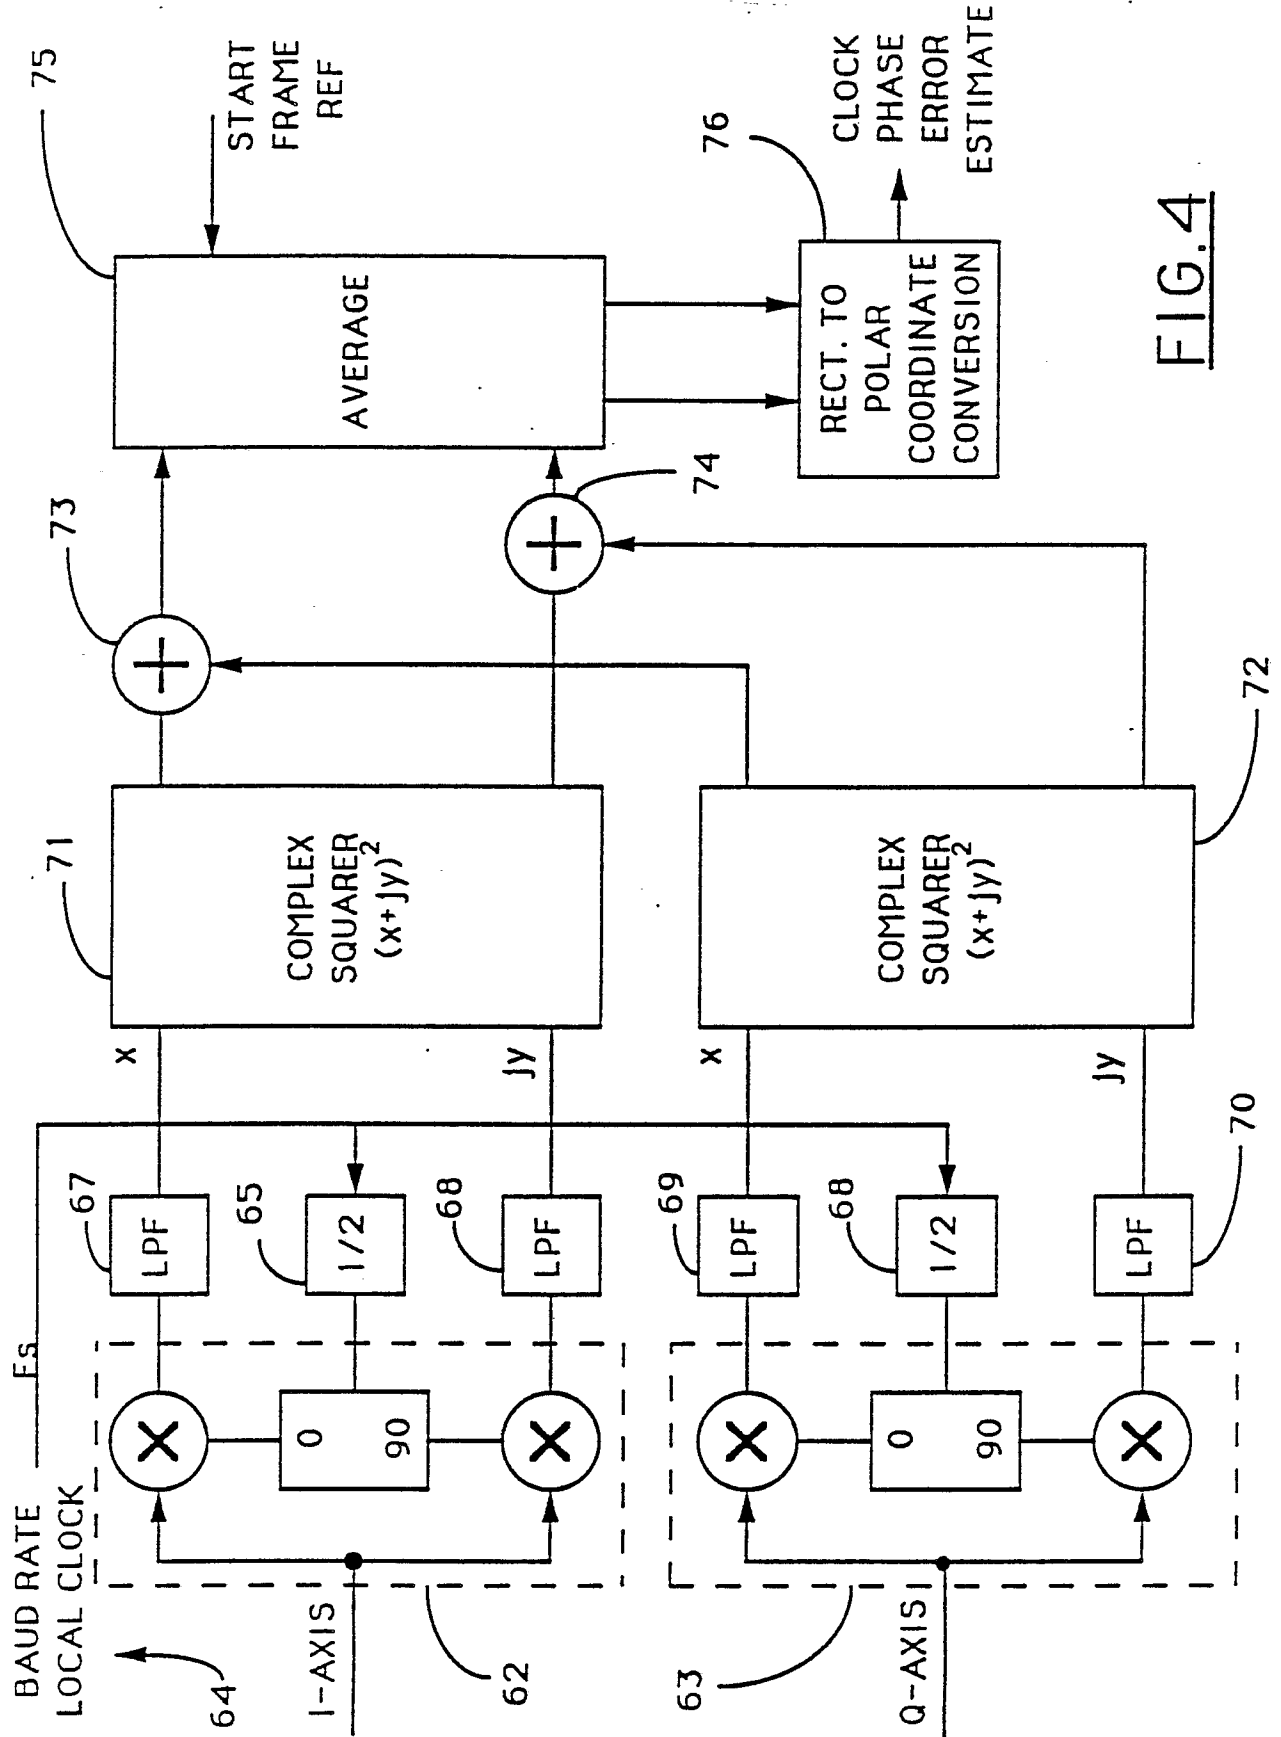 BAUD RATE
LOCAL CLOCK
Fs
64
I-AXIS
62
0
90
67
LPF
65
1/2
68
LPF
x
jy
71
COMPLEX
SQUARER
(x+jy)²
73
74
75
AVERAGE
START
FRAME
REF
Q-AXIS
63
0
90
69
LPF
68
1/2
LPF
70
x
jy
COMPLEX
SQUARER
(x+jy)²
72
76
RECT. TO
POLAR
COORDINATE
CONVERSION
CLOCK
PHASE
ERROR
ESTIMATE
FIG.4